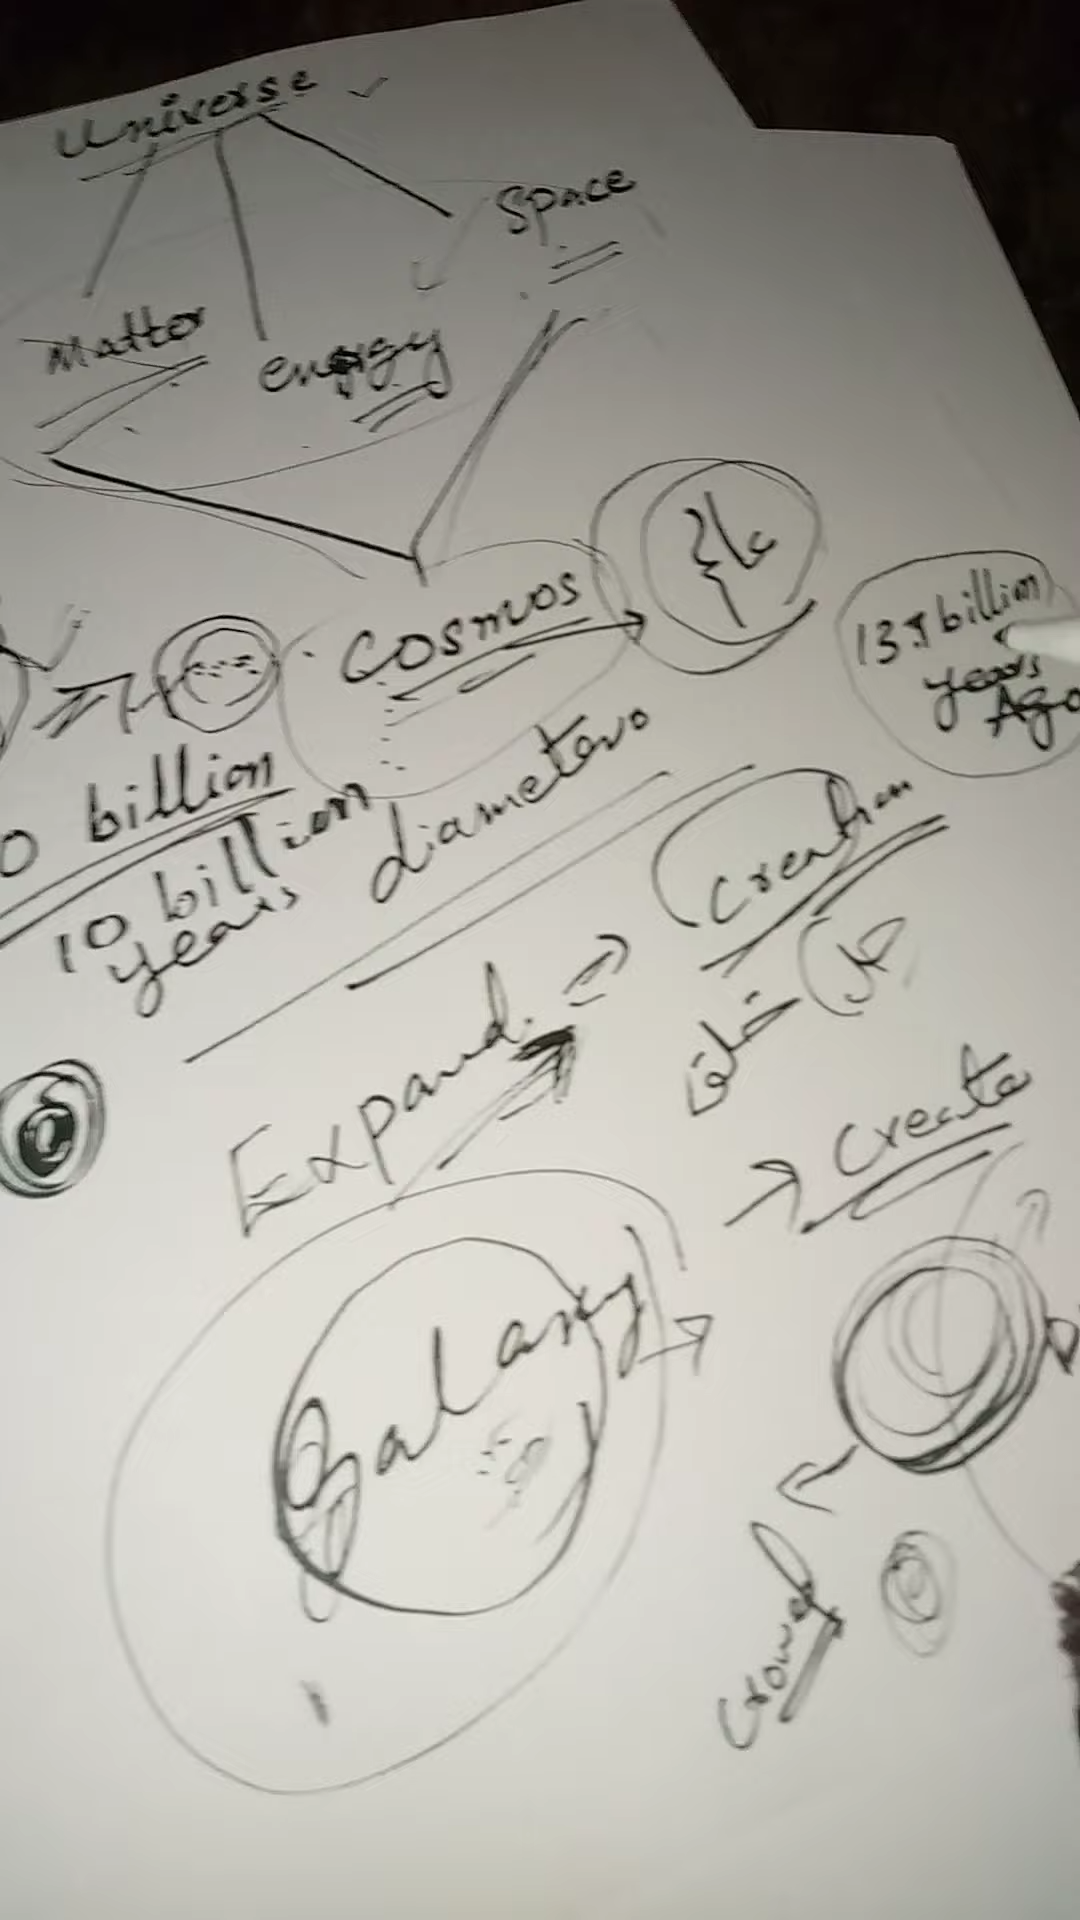 Universe
Space
Matter
energy
Cosmos
13.5 billion
years
Ago
0 billion
10 billion
years diameter
Creation
Expand
Create
Galaxy
Crowd